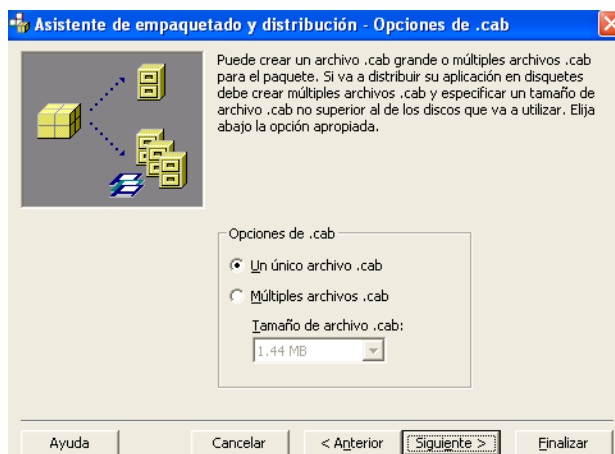 Asistente de empaquetado y distribución - Opciones de .cab
Puede crear un archivo .cab grande o múltiples archivos .cab
para el paquete. Si va a distribuir su aplicación en disquetes
debe crear múltiples archivos .cab y especificar un tamaño de
archivo .cab no superior al de los discos que va a utilizar. Elija
abajo la opción apropiada.
Opciones de .cab
Un único archivo .cab
Múltiples archivos .cab
Tamaño de archivo .cab:
1.44 MB
Ayuda
Cancelar
< Anterior
Siguiente >
Finalizar